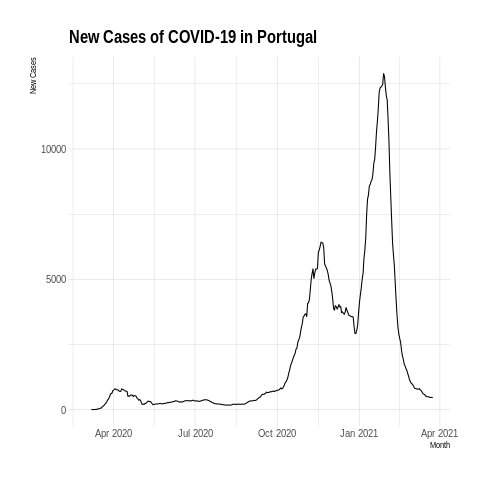 New Cases of COVID-19 in Portugal
New Cases
10000
5000
0
Apr 2020 Jul 2020 Oct 2020 Jan 2021 Apr 2021
Month